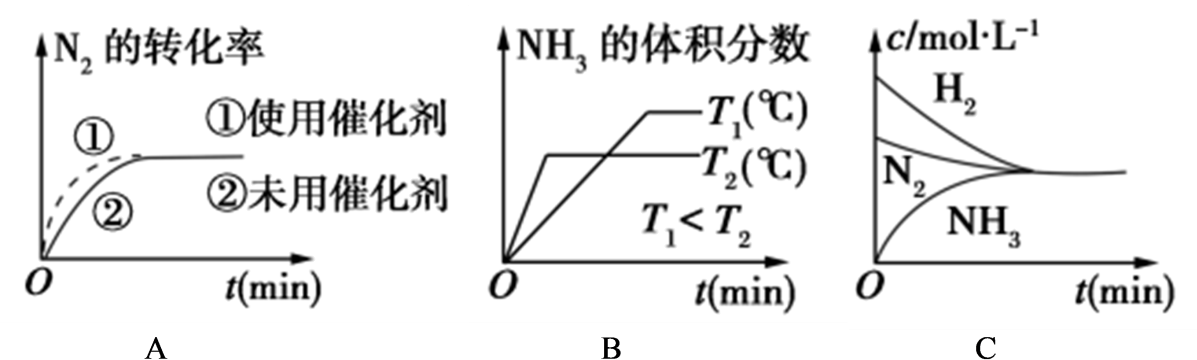 N₂ 的转化率
①
①使用催化剂
②
②未用催化剂
O
t(min)
A
NH₃ 的体积分数
T₁(℃)
T₂(℃)
T₁< T₂
O
t(min)
B
c/mol·L⁻¹
H₂
N₂
NH₃
O
t(min)
C